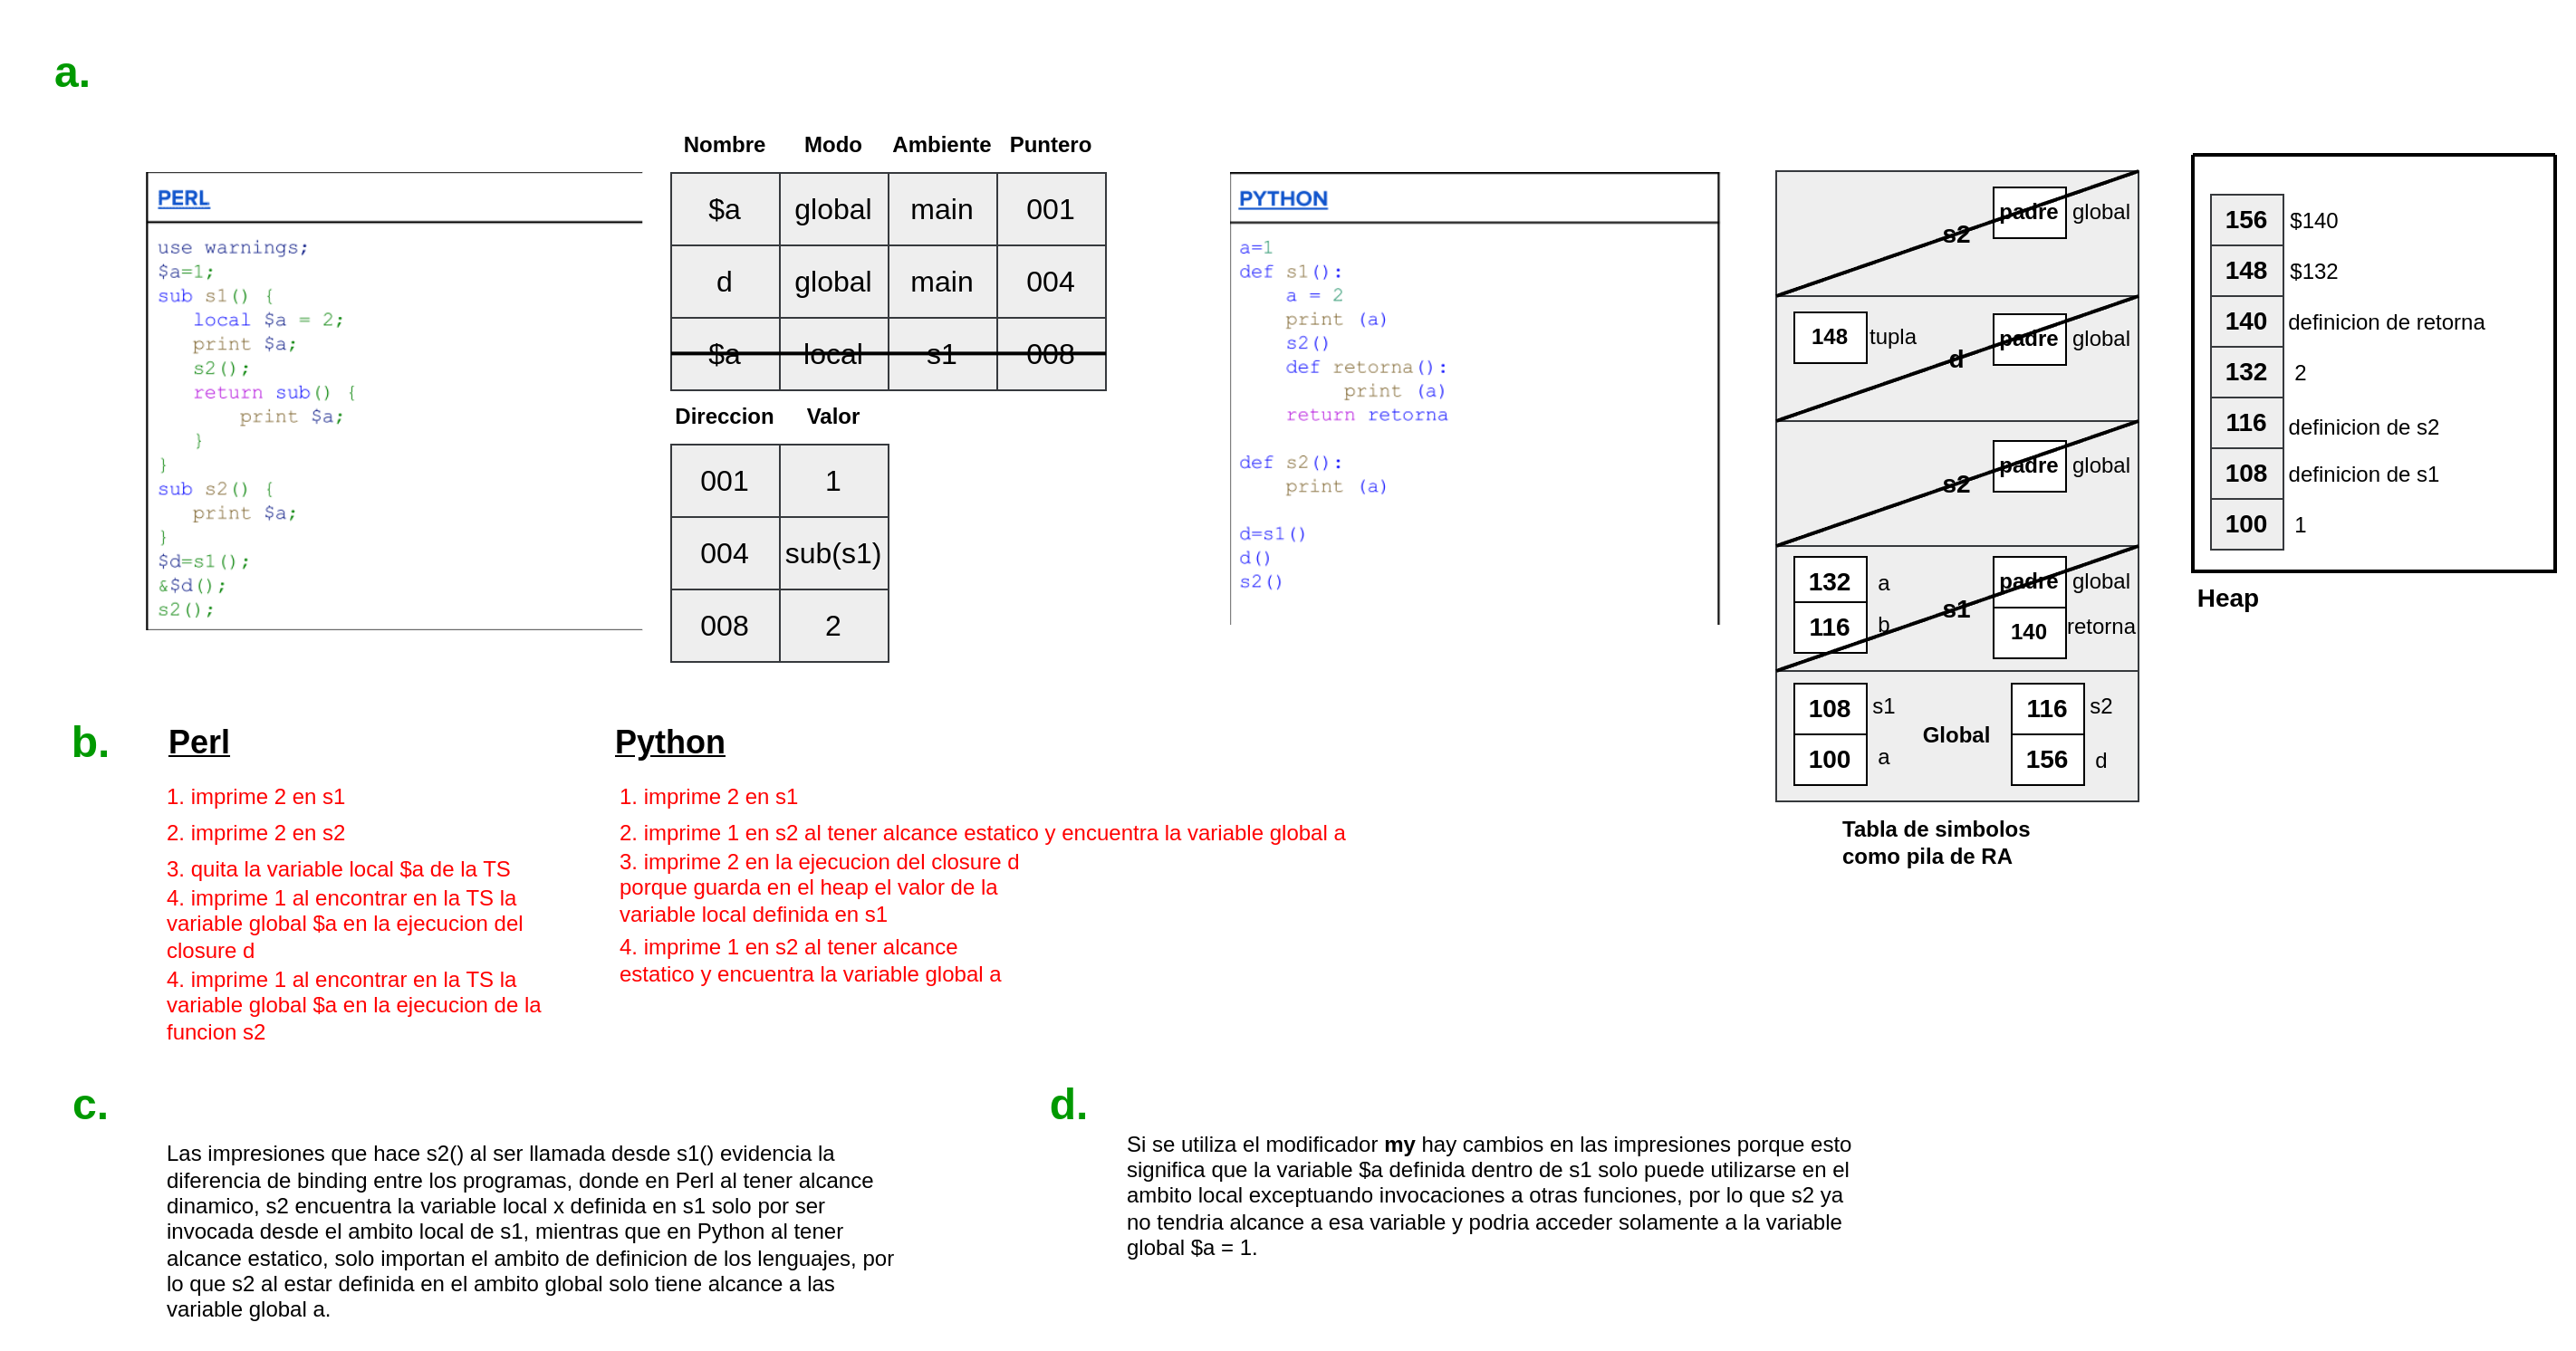 a.
PERL
use warnings;
$a=1;
sub s1() {
local $a = 2;
print $a;
s2();
return sub() {
print $a;
}
}
sub s2() {
print $a;
}
$d=s1();
&$d();
s2();
Nombre Modo Ambiente Puntero
$a global main 001
d global main 004
$a local s1 008
Direccion Valor
001 1
004 sub(s1)
008 2
PYTHON
a=1
def s1():
a = 2
print (a)
s2()
def retorna():
print (a)
return retorna
def s2():
print (a)
d=s1()
d()
s2()
s2 padre global
148 tupla d padre global
s2 padre global
132 a s1 padre global
116 b 140 retorna
108 s1 Global 116 s2
100 a 156 d
Tabla de simbolos
como pila de RA
156 $140
148 $132
140 definicion de retorna
132 2
116 definicion de s2
108 definicion de s1
100 1
Heap
b.
Perl
1. imprime 2 en s1
2. imprime 2 en s2
3. quita la variable local $a de la TS
4. imprime 1 al encontrar en la TS la
variable global $a en la ejecucion del
closure d
4. imprime 1 al encontrar en la TS la
variable global $a en la ejecucion de la
funcion s2
Python
1. imprime 2 en s1
2. imprime 1 en s2 al tener alcance estatico y encuentra la variable global a
3. imprime 2 en la ejecucion del closure d
porque guarda en el heap el valor de la
variable local definida en s1
4. imprime 1 en s2 al tener alcance
estatico y encuentra la variable global a
c.
Las impresiones que hace s2() al ser llamada desde s1() evidencia la
diferencia de binding entre los programas, donde en Perl al tener alcance
dinamico, s2 encuentra la variable local x definida en s1 solo por ser
invocada desde el ambito local de s1, mientras que en Python al tener
alcance estatico, solo importan el ambito de definicion de los lenguajes, por
lo que s2 al estar definida en el ambito global solo tiene alcance a las
variable global a.
d.
Si se utiliza el modificador my hay cambios en las impresiones porque esto
significa que la variable $a definida dentro de s1 solo puede utilizarse en el
ambito local exceptuando invocaciones a otras funciones, por lo que s2 ya
no tendria alcance a esa variable y podria acceder solamente a la variable
global $a = 1.